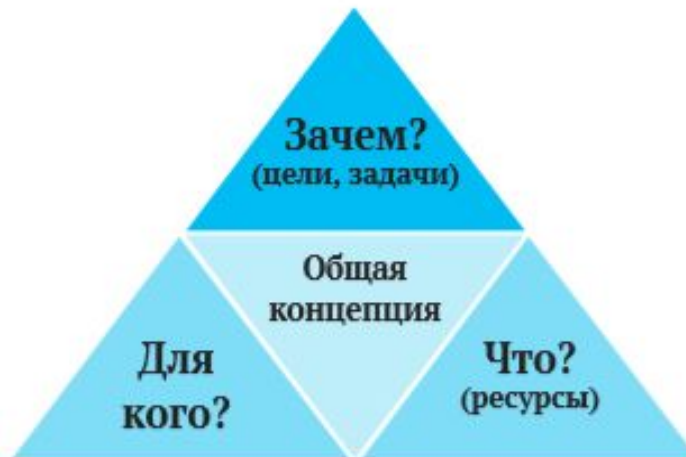 Зачем?
(цели, задачи)
Общая
концепция
Для
кого?
Что?
(ресурсы)